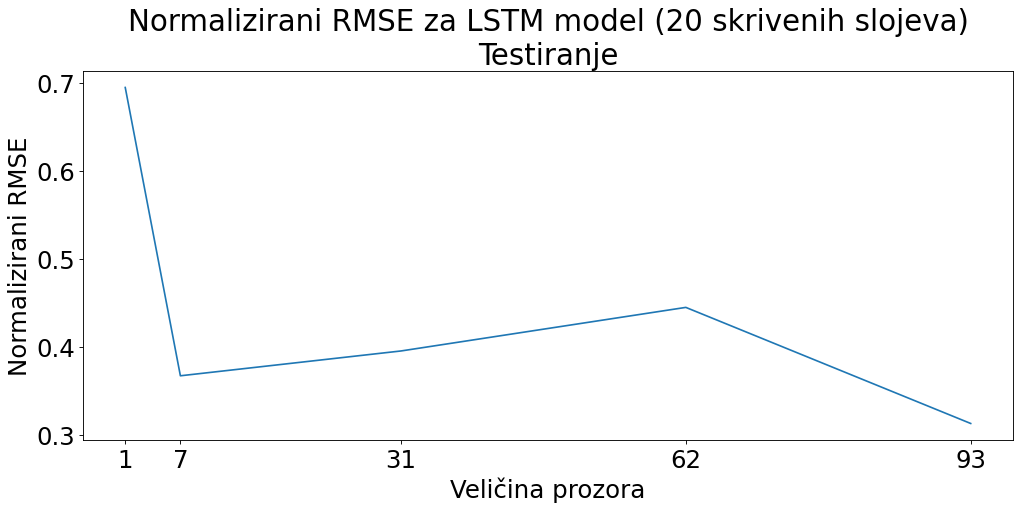 Normalizirani RMSE za LSTM model (20 skrivenih slojeva)
Testiranje
Normalizirani RMSE
0.7
0.6
0.5
0.4
0.3
1 7 31 62 93
Veličina prozora